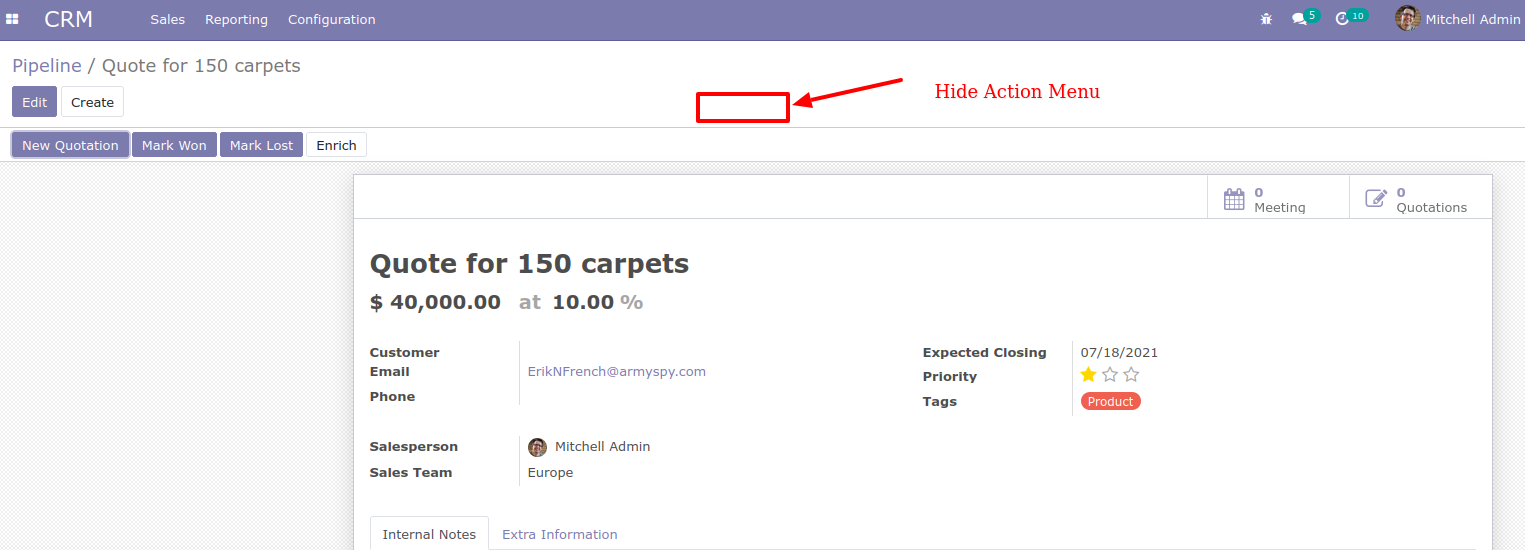 CRM Sales Reporting Configuration 5 10 Mitchell Admin
Pipeline / Quote for 150 carpets
Edit Create
Hide Action Menu
New Quotation Mark Won Mark Lost Enrich
0 Meeting
0 Quotations
Quote for 150 carpets
$ 40,000.00 at 10.00 %
Customer
Email ErikNFrench@armyspy.com
Phone
Expected Closing 07/18/2021
Priority
Tags Product
Salesperson Mitchell Admin
Sales Team Europe
Internal Notes Extra Information